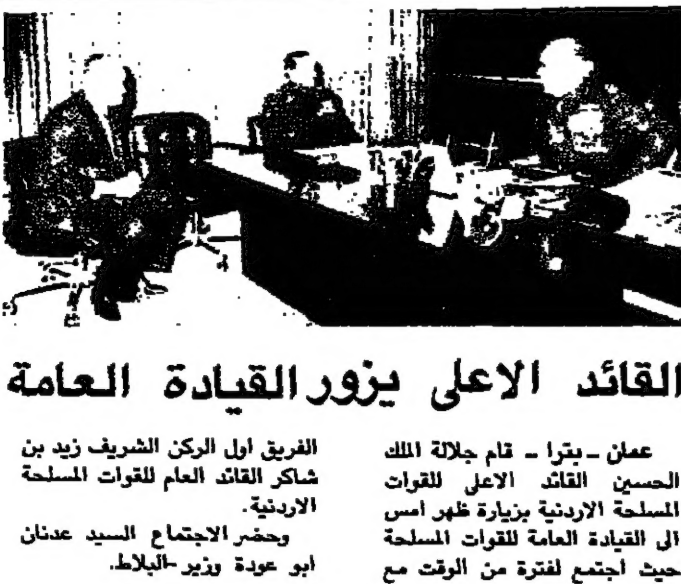 القائد الاعلى يزور القيادة العامة
عمان ـ بترا ـ قام جلالة الملك
الحسين القائد الاعلى للقوات
المسلحة الاردنية بزيارة ظهر امس
الى القيادة العامة للقوات المسلحة
حيث اجتمع لفترة من الوقت مع
الفريق اول الركن الشريف زيد بن
شاكر القائد العام للقوات المسلحة
الاردنية.
وحضر الاجتماع السيد عدنان
ابو عودة وزير البلاط.